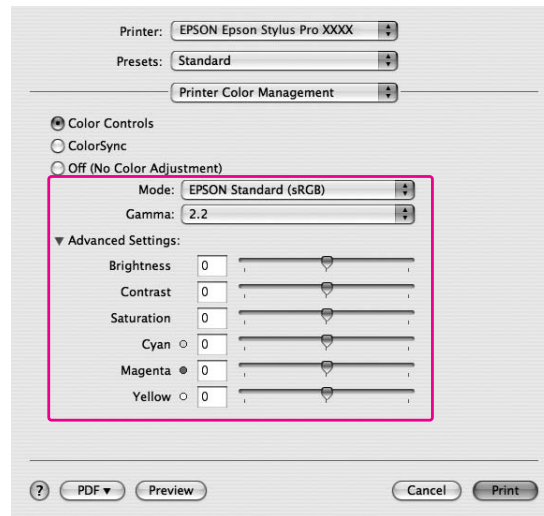 Printer: EPSON Epson Stylus Pro XXXX
Presets: Standard
Printer Color Management
Color Controls
ColorSync
Off (No Color Adjustment)
Mode: EPSON Standard (sRGB)
Gamma: 2.2
Advanced Settings:
Brightness 0
Contrast 0
Saturation 0
Cyan 0
Magenta 0
Yellow 0
? PDF Preview Cancel Print